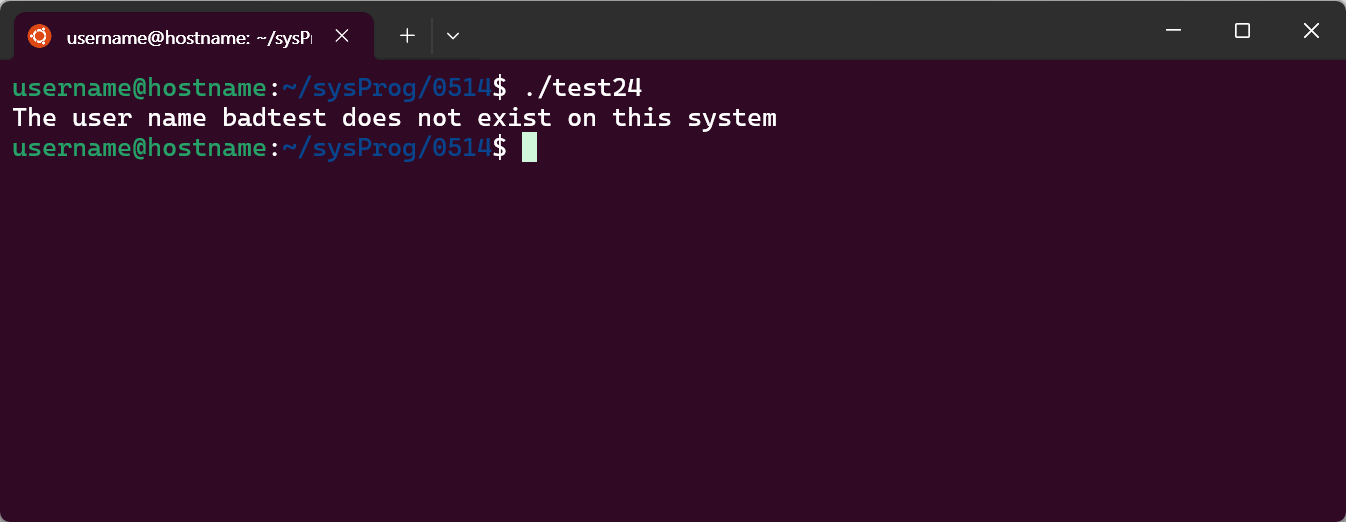 username@hostname: ~/sysPr
username@hostname:~/sysProg/0514$ ./test24
The user name badtest does not exist on this system
username@hostname:~/sysProg/0514$